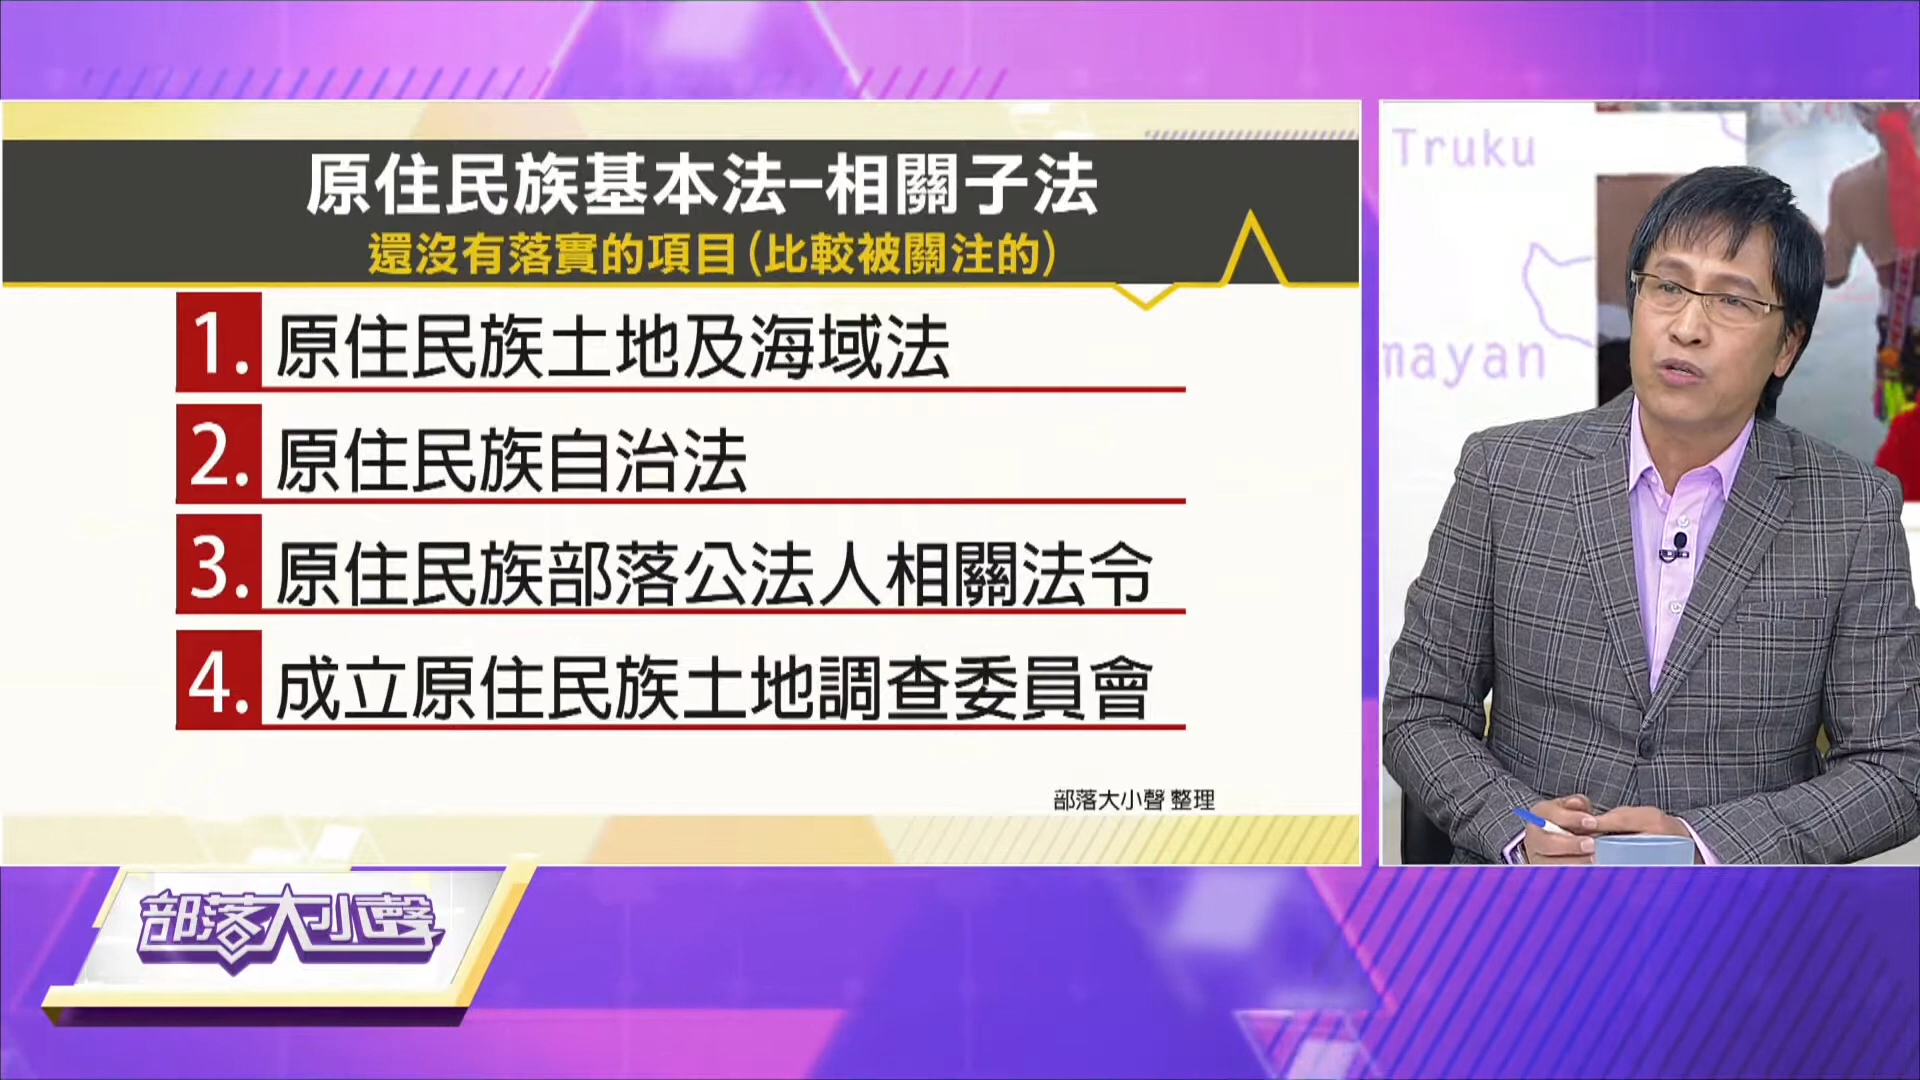 原住民族基本法-相關子法
還沒有落實的項目(比較被關注的)
1. 原住民族土地及海域法
2. 原住民族自治法
3. 原住民族部落公法人相關法令
4. 成立原住民族土地調查委員會
部落大小聲 整理
Truku
mayan
部落大小聲